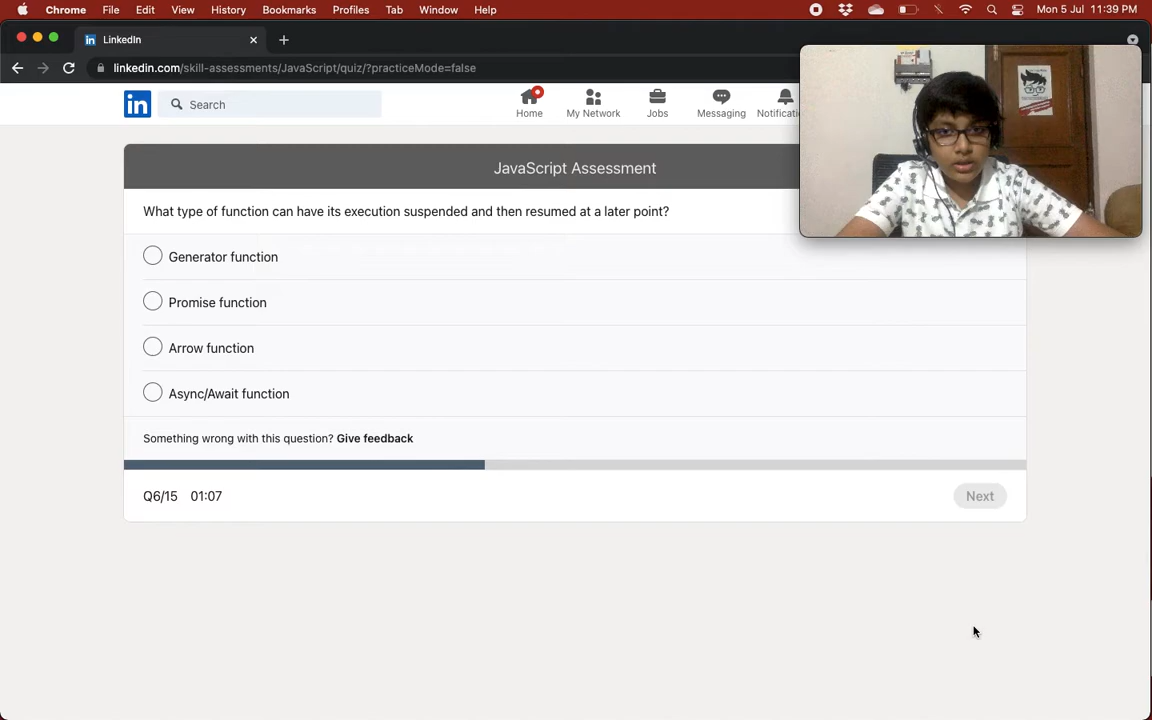 Chrome File Edit View History Bookmarks Profiles Tab Window Help Mon 5 Jul 11:39 PM
in LinkedIn
linkedin.com/skill-assessments/JavaScript/quiz/?practiceMode=false
in Search
Home My Network Jobs Messaging Notificati
JavaScript Assessment
What type of function can have its execution suspended and then resumed at a later point?
Generator function
Promise function
Arrow function
Async/Await function
Something wrong with this question? Give feedback
Q6/15 01:07 Next